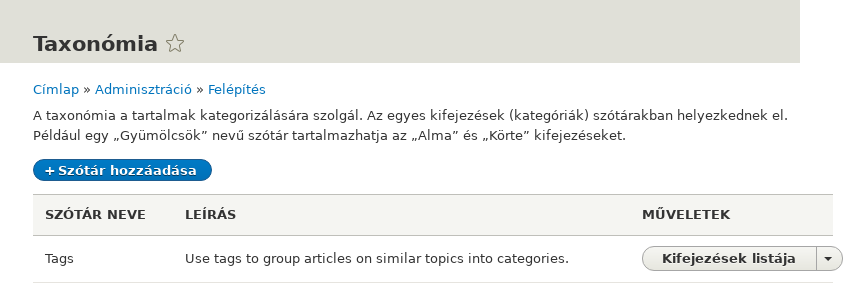 Taxonómia
Címlap » Adminisztráció » Felépítés
A taxonómia a tartalmak kategorizálására szolgál. Az egyes kifejezések (kategóriák) szótárakban helyezkednek el.
Például egy „Gyümölcsök” nevű szótár tartalmazhatja az „Alma” és „Körte” kifejezéseket.
+ Szótár hozzáadása
SZÓTÁR NEVE LEÍRÁS MŰVELETEK
Tags Use tags to group articles on similar topics into categories. Kifejezések listája